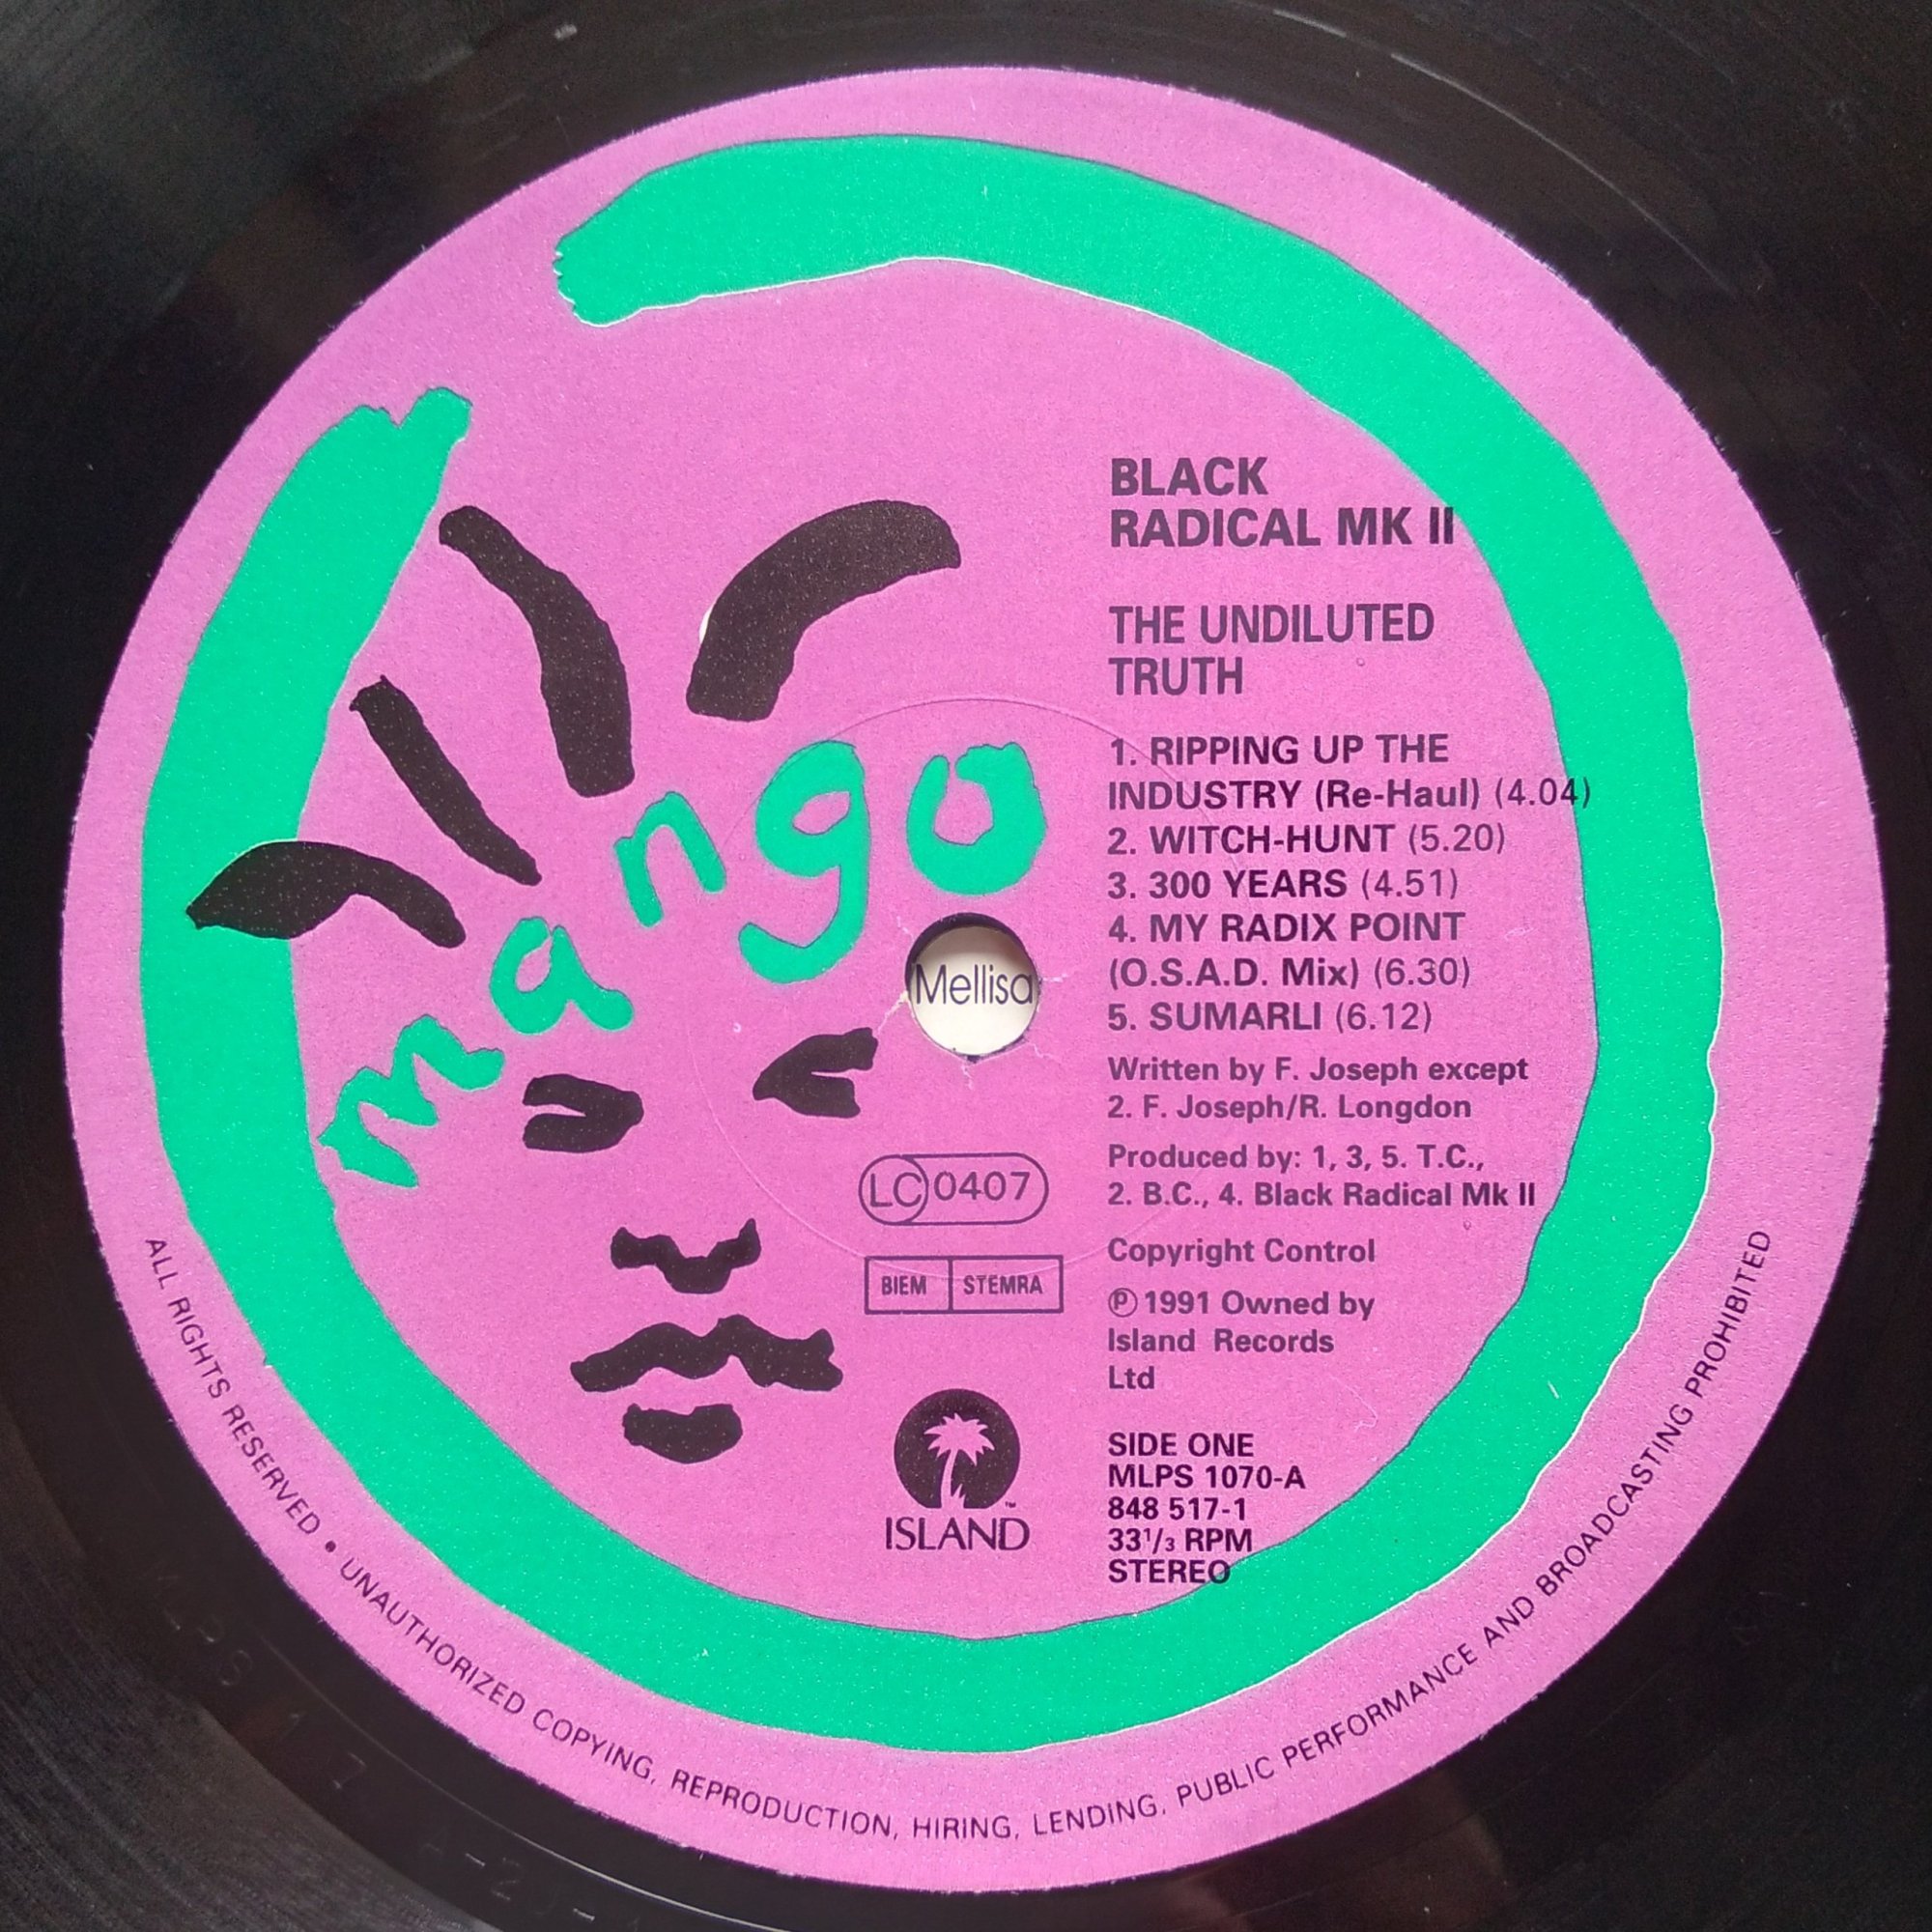 BLACK
RADICAL MK II
THE UNDILUTED
TRUTH
1. RIPPING UP THE
INDUSTRY (Re-Haul) (4.04)
2. WITCH-HUNT (5.20)
3. 300 YEARS (4.51)
4. MY RADIX POINT
(O.S.A.D. Mix) (6.30)
5. SUMARLI (6.12)
Written by F. Joseph except
2. F. Joseph/R. Longdon
Produced by: 1, 3, 5. T.C.,
2. B.C., 4. Black Radical Mk II
Copyright Control
℗ 1991 Owned by
Island Records
Ltd
SIDE ONE
MLPS 1070-A
848 517-1
33¹/₃ RPM
STEREO
mango
Mellisa
LC 0407
BIEM STEMRA
ISLAND™
ALL RIGHTS RESERVED • UNAUTHORIZED COPYING, REPRODUCTION, HIRING, LENDING, PUBLIC PERFORMANCE AND BROADCASTING PROHIBITED